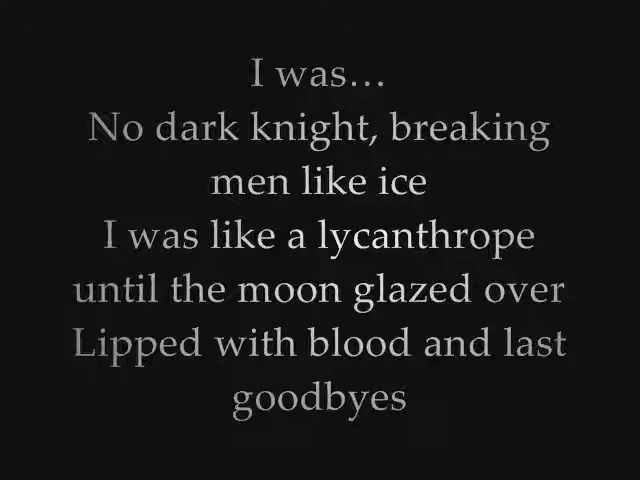 I was…
No dark knight, breaking
men like ice
I was like a lycanthrope
until the moon glazed over
Lipped with blood and last
goodbyes